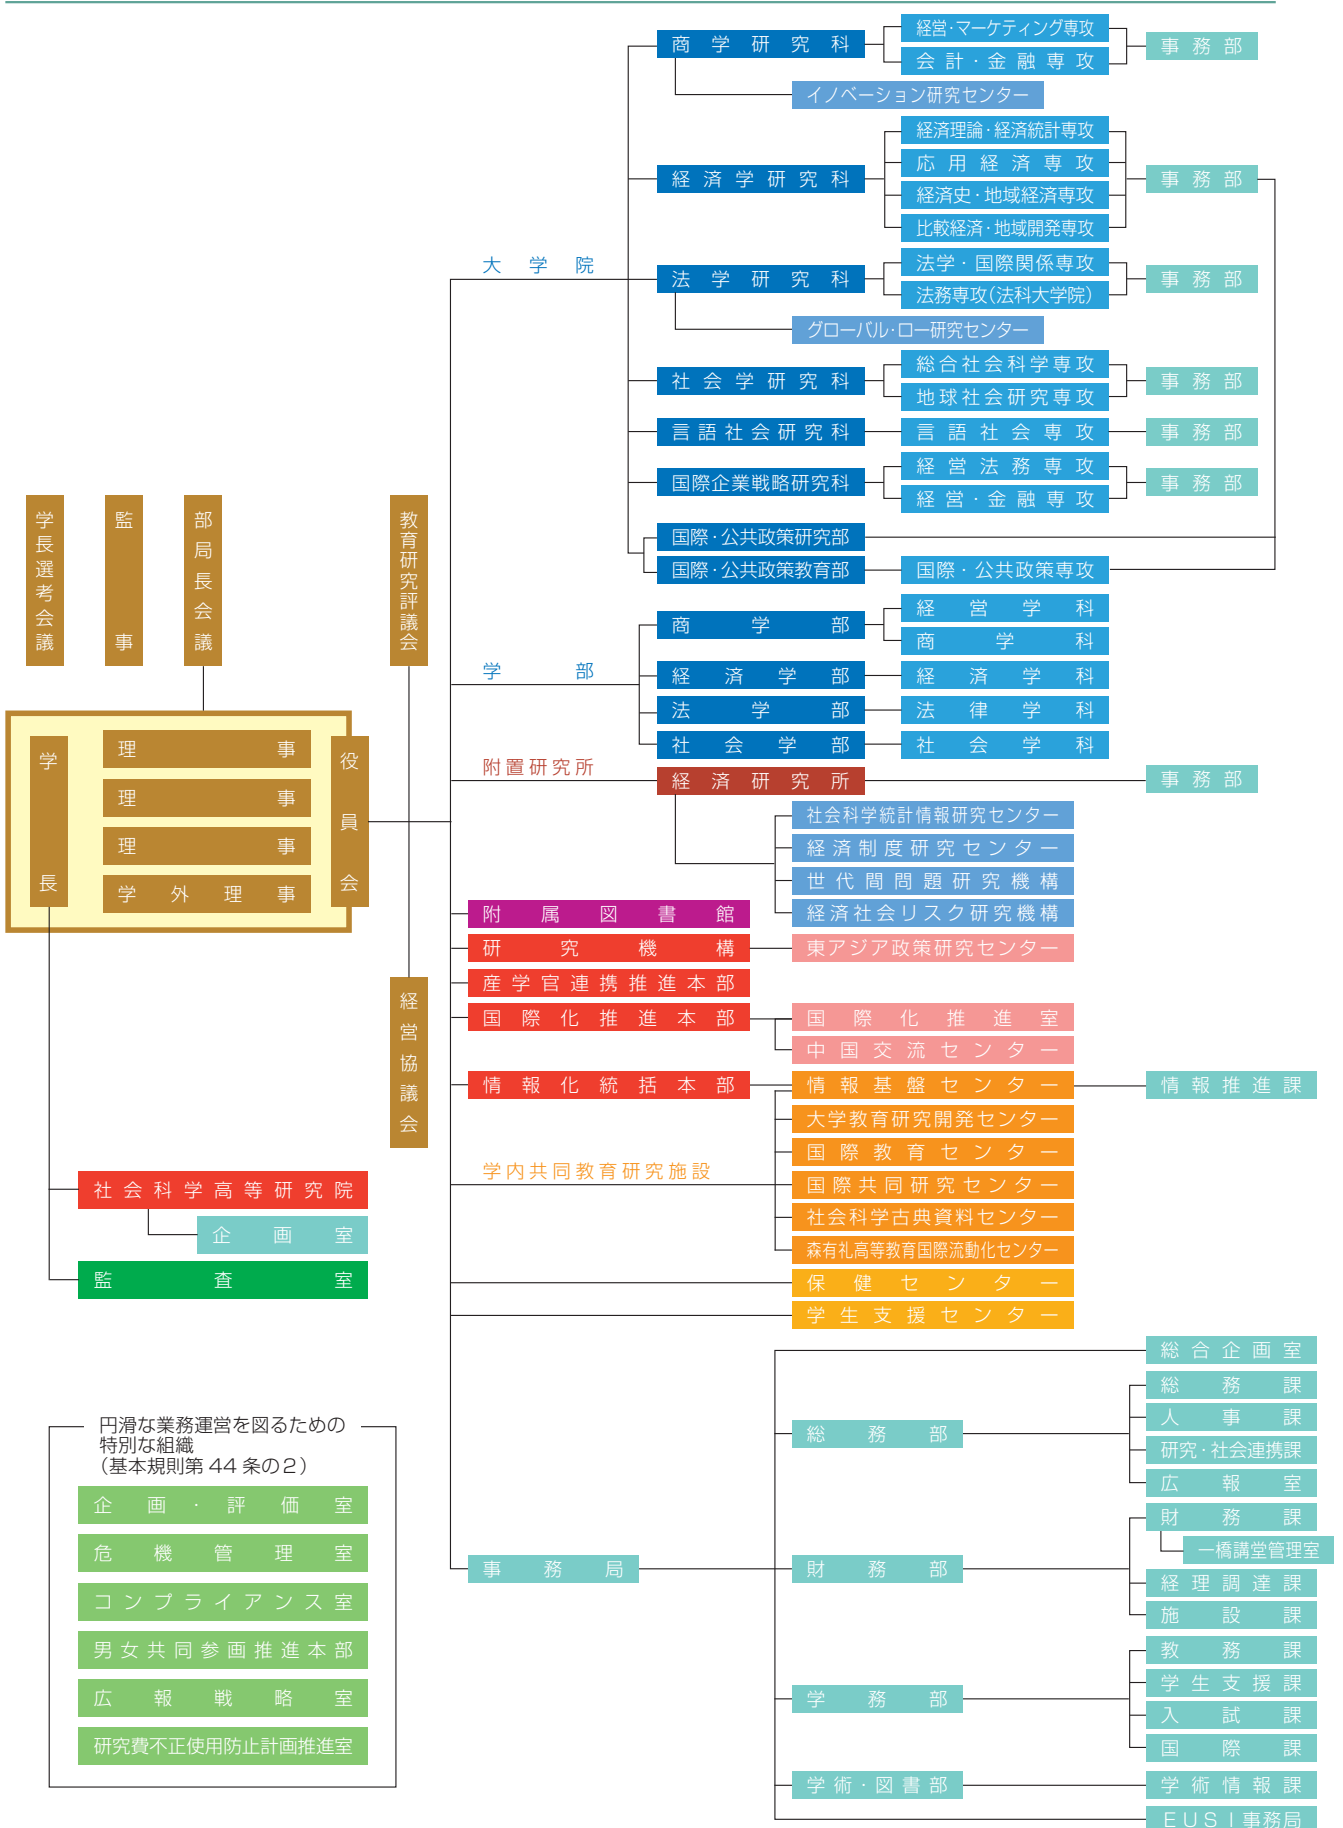 商学研究科
経営・マーケティング専攻
会計・金融専攻
事務部
イノベーション研究センター
経済学研究科
経済理論・経済統計専攻
応用経済専攻
経済史・地域経済専攻
比較経済・地域開発専攻
事務部
大学院
法学研究科
法学・国際関係専攻
法務専攻(法科大学院)
事務部
グローバル・ロー研究センター
社会学研究科
総合社会科学専攻
地球社会研究専攻
事務部
言語社会研究科
言語社会専攻
事務部
国際企業戦略研究科
経営法務専攻
経営・金融専攻
事務部
国際・公共政策研究部
国際・公共政策教育部
国際・公共政策専攻
学長選考会議
監事
部局長会議
教育研究評議会
学部
商学部
経営学科
商学科
経済学部
経済学科
法学部
法律学科
社会学部
社会学科
学長
理事
理事
理事
学外理事
役員会
附置研究所
経済研究所
事務部
社会科学統計情報研究センター
経済制度研究センター
世代間問題研究機構
経済社会リスク研究機構
附属図書館
研究機構
東アジア政策研究センター
産学官連携推進本部
国際化推進本部
国際化推進室
中国交流センター
経営協議会
情報化統括本部
情報基盤センター
情報推進課
大学教育研究開発センター
国際教育センター
学内共同教育研究施設
国際共同研究センター
社会科学古典資料センター
森有礼高等教育国際流動化センター
保健センター
学生支援センター
社会科学高等研究院
企画室
監査室
総合企画室
総務部
総務課
人事課
研究・社会連携課
広報室
事務局
財務部
財務課
一橋講堂管理室
経理調達課
施設課
学務部
教務課
学生支援課
入試課
国際課
学術・図書部
学術情報課
EUSI事務局
円滑な業務運営を図るための
特別な組織
(基本規則第44条の2)
企画・評価室
危機管理室
コンプライアンス室
男女共同参画推進本部
広報戦略室
研究費不正使用防止計画推進室